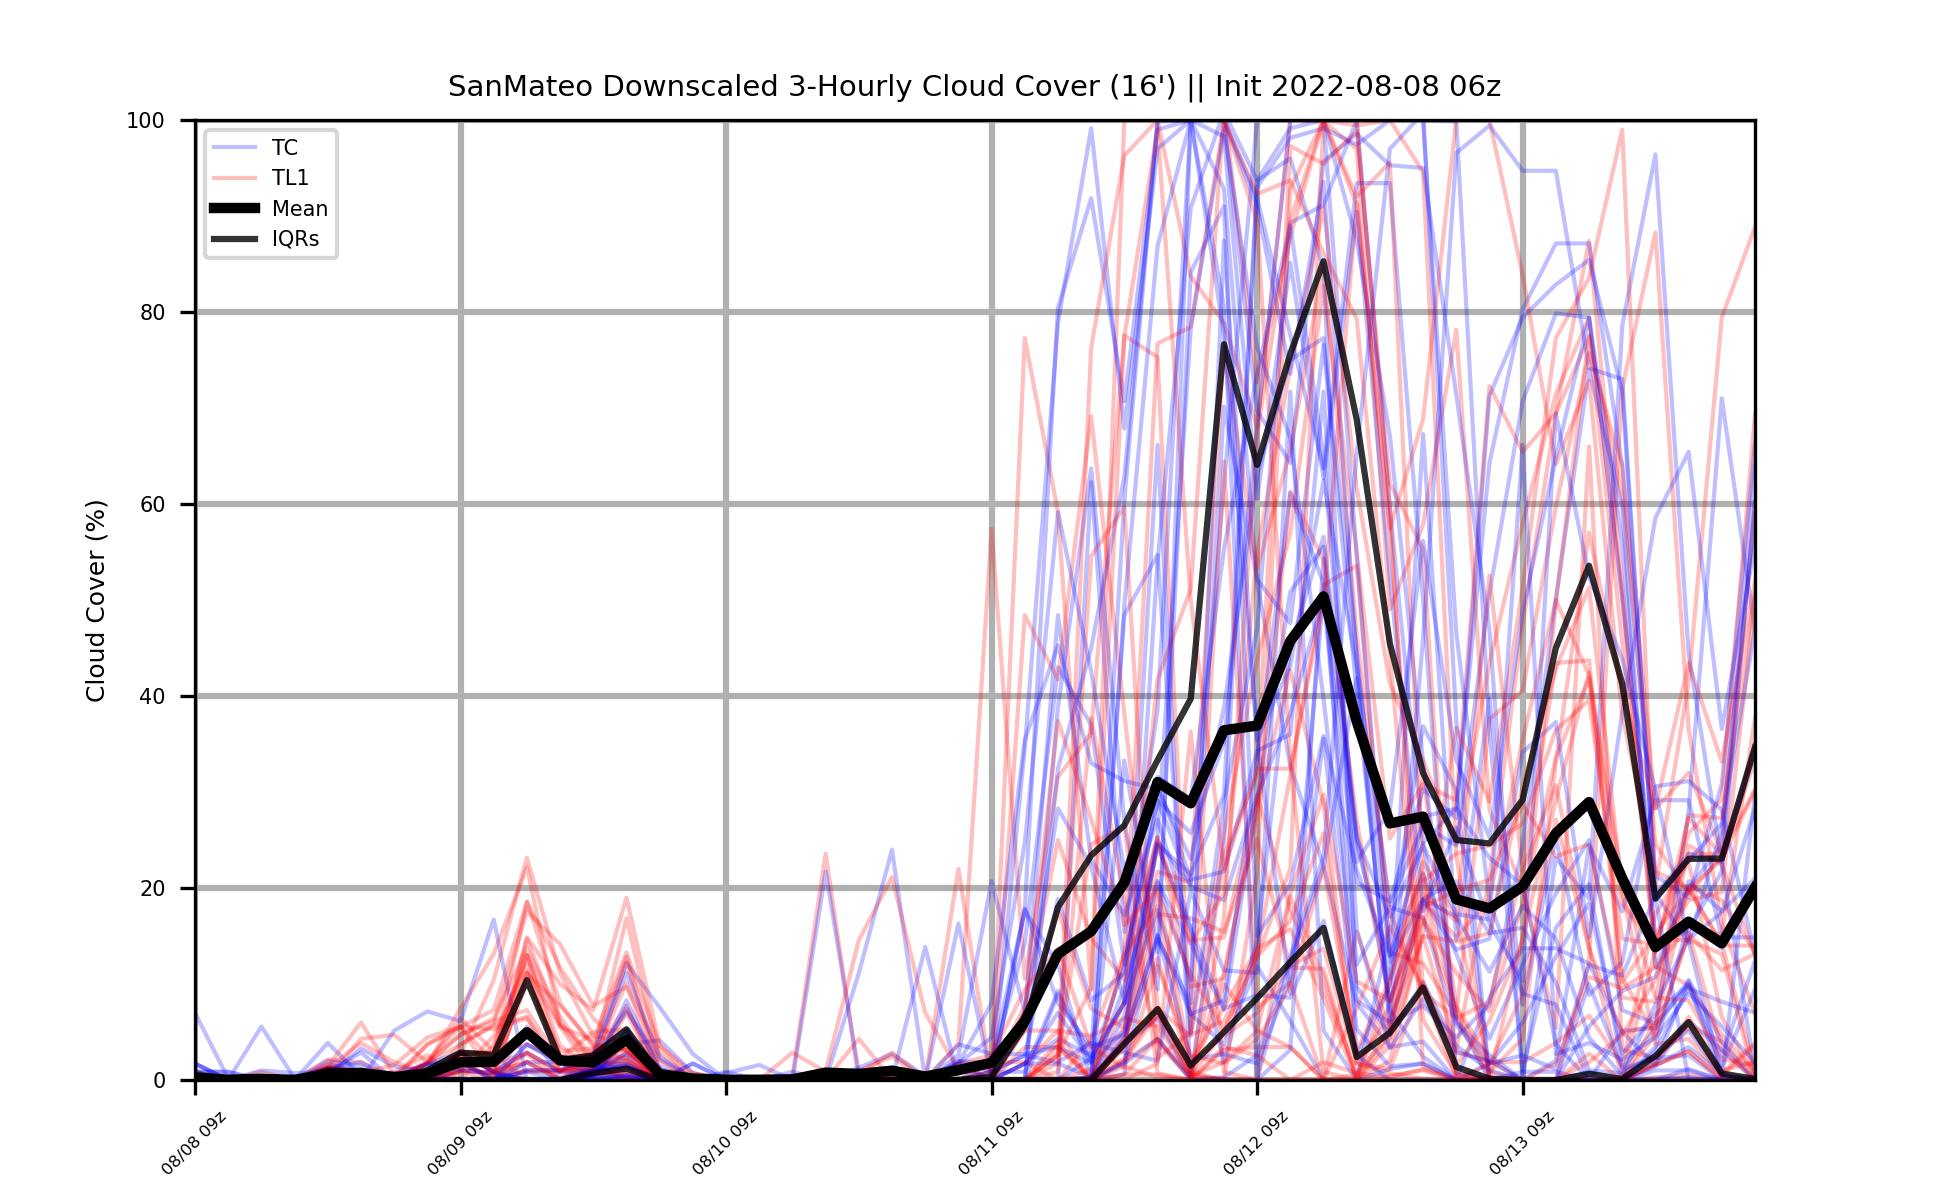 SanMateo Downscaled 3-Hourly Cloud Cover (16') || Init 2022-08-08 06z
TC
TL1
Mean
IQRs
Cloud Cover (%)
100
80
60
40
20
0
08/08 09z
08/09 09z
08/10 09z
08/11 09z
08/12 09z
08/13 09z